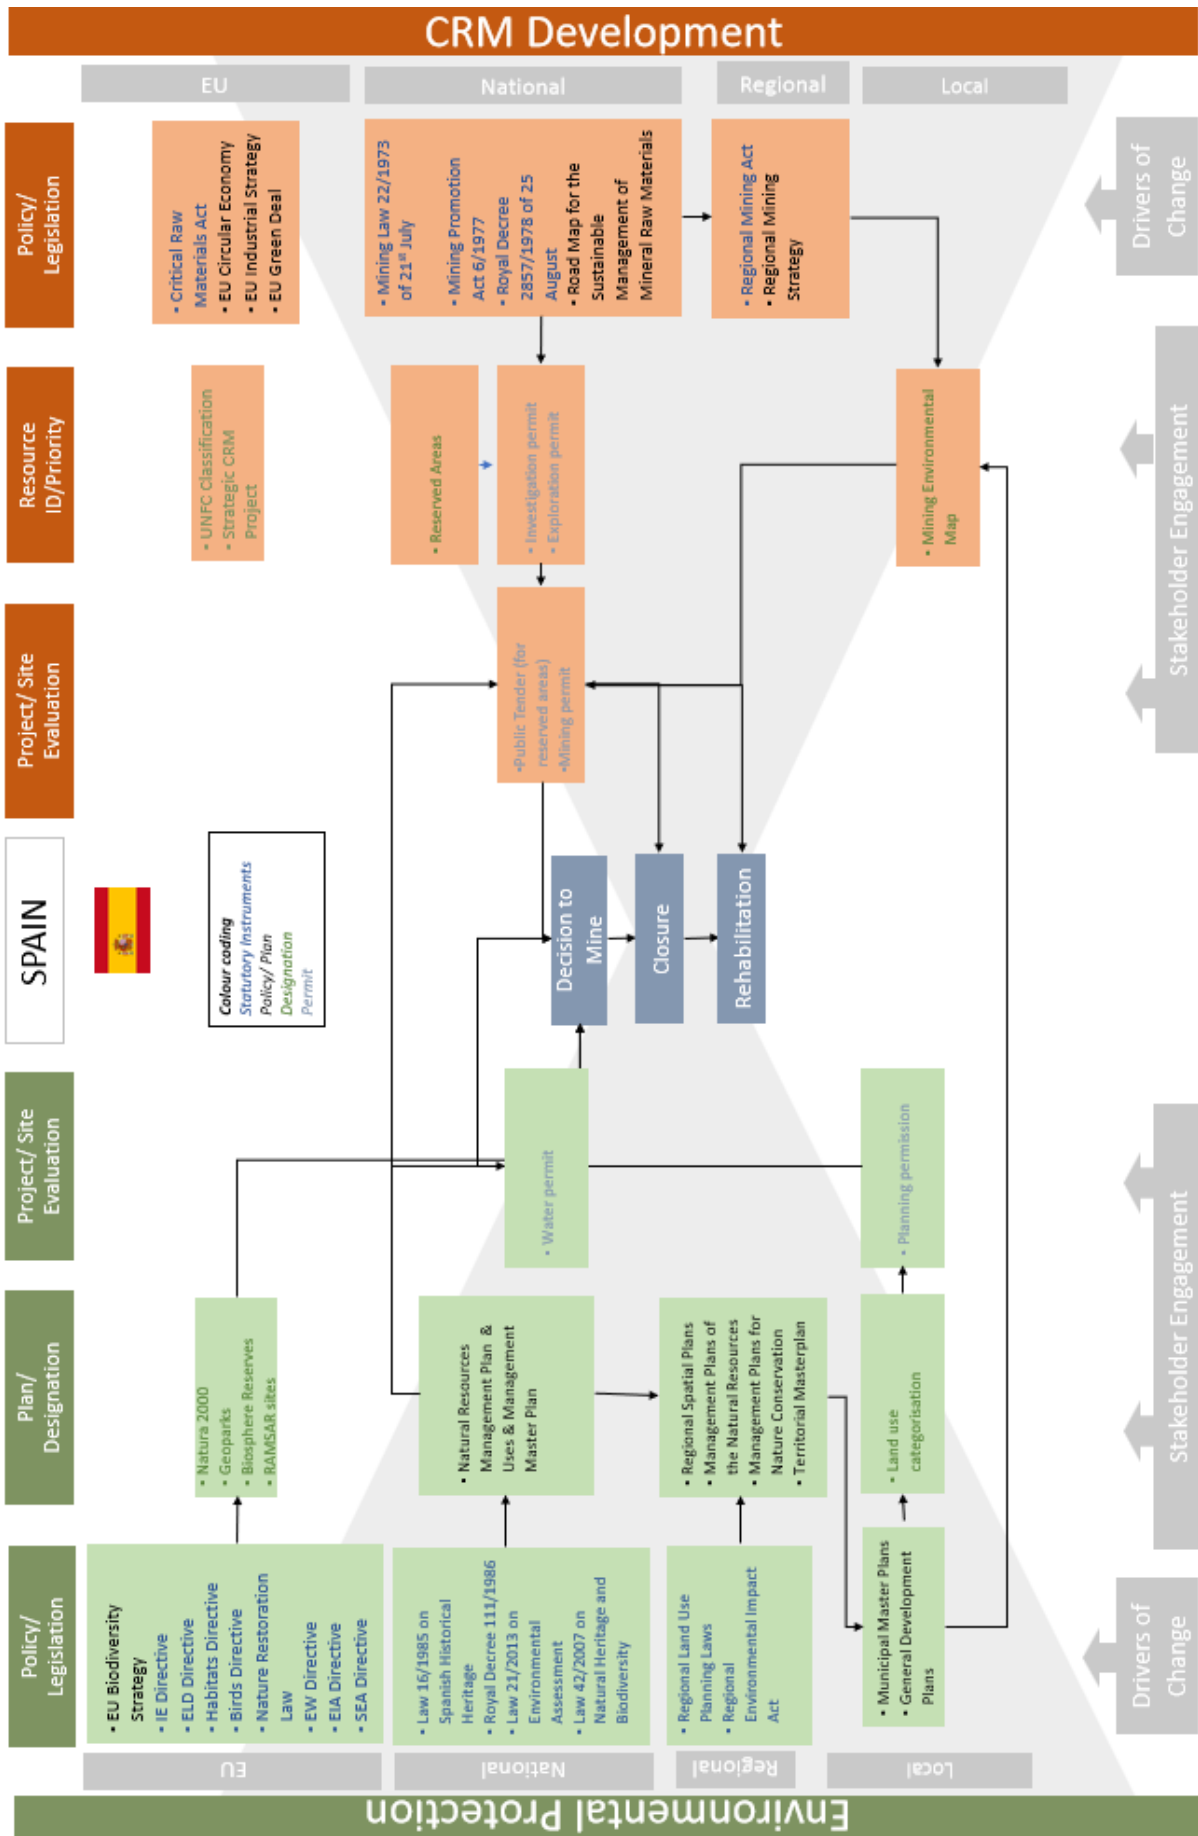 CRM Development
EU
National
Regional
Local
Policy/
Legislation
Resource
ID/Priority
Project/ Site
Evaluation
SPAIN
Project/ Site
Evaluation
Plan/
Designation
Policy/
Legislation
• Critical Raw
Materials Act
• EU Circular Economy
• EU Industrial Strategy
• EU Green Deal
• Mining Law 22/1973
of 21st July
• Mining Promotion
Act 6/1977
• Royal Decree
2857/1978 of 25
August
• Road Map for the
Sustainable
Management of
Mineral Raw Materials
• Regional Mining Act
• Regional Mining
Strategy
Drivers of
Change
• UNFC Classification
• Strategic CRM
Project
• Reserved Areas
• Investigation permit
• Exploration permit
• Mining Environmental
Map
Stakeholder Engagement
•Public Tender (for
reserved areas)
•Mining permit
Colour coding
Statutory Instruments
Policy/ Plan
Designation
Permit
Decision to
Mine
Closure
Rehabilitation
• Water permit
• Planning permission
• Natura 2000
• Geoparks
• Biosphere Reserves
• RAMSAR sites
• Natural Resources
Management Plan &
Uses & Management
Master Plan
• Regional Spatial Plans
• Management Plans of
the Natural Resources
• Management Plans for
Nature Conservation
• Territorial Masterplan
• Land use
categorisation
Stakeholder Engagement
• EU Biodiversity
Strategy
• IE Directive
• ELD Directive
• Habitats Directive
• Birds Directive
• Nature Restoration
Law
• EW Directive
• EIA Directive
• SEA Directive
• Law 16/1985 on
Spanish Historical
Heritage
• Royal Decree 111/1986
• Law 21/2013 on
Environmental
Assessment
• Law 42/2007 on
Natural Heritage and
Biodiversity
• Regional Land Use
Planning Laws
• Regional
Environmental Impact
Act
• Municipal Master Plans
• General Development
Plans
Drivers of
Change
EU
National
Regional
Local
Environmental Protection